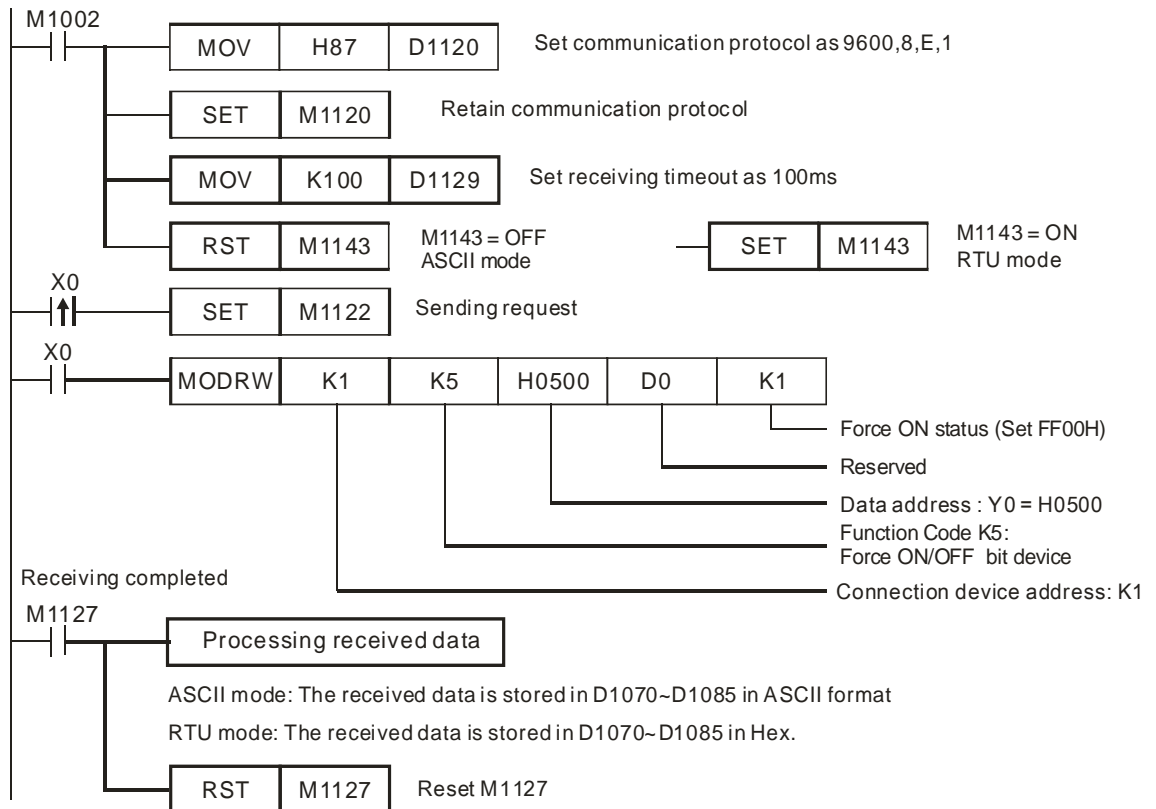 M1002
MOV H87 D1120 Set communication protocol as 9600,8,E,1
SET M1120 Retain communication protocol
MOV K100 D1129 Set receiving timeout as 100ms
RST M1143 M1143 = OFF
ASCII mode
SET M1143 M1143 = ON
RTU mode
X0
SET M1122 Sending request
X0
MODRW K1 K5 H0500 D0 K1
Force ON status (Set FF00H)
Reserved
Data address : Y0 = H0500
Function Code K5:
Force ON/OFF bit device
Connection device address: K1
Receiving completed
M1127
Processing received data
ASCII mode: The received data is stored in D1070~D1085 in ASCII format
RTU mode: The received data is stored in D1070~D1085 in Hex.
RST M1127 Reset M1127